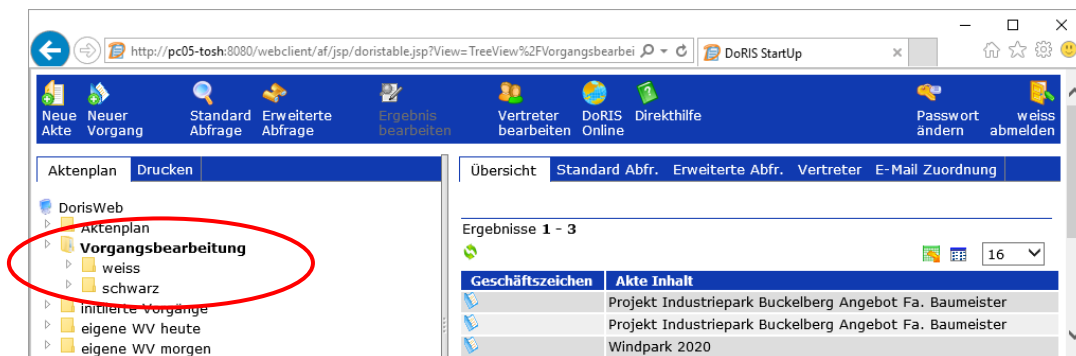 http://pc05-tosh:8080/webclient/af/jsp/doristable.jsp?View=TreeView%2FVorgangsbearbei
DoRIS StartUp
Neue Akte
Neuer Vorgang
Standard Abfrage
Erweiterte Abfrage
Ergebnis bearbeiten
Vertreter bearbeiten
DoRIS Online
Direkthilfe
Passwort ändern
weiss abmelden
Aktenplan Drucken
Übersicht Standard Abfr. Erweiterte Abfr. Vertreter E-Mail Zuordnung
DorisWeb
Aktenplan
Vorgangsbearbeitung
weiss
schwarz
initiierte Vorgänge
eigene WV heute
eigene WV morgen
Ergebnisse 1 - 3
16
Geschäftszeichen Akte Inhalt
Projekt Industriepark Buckelberg Angebot Fa. Baumeister
Projekt Industriepark Buckelberg Angebot Fa. Baumeister
Windpark 2020